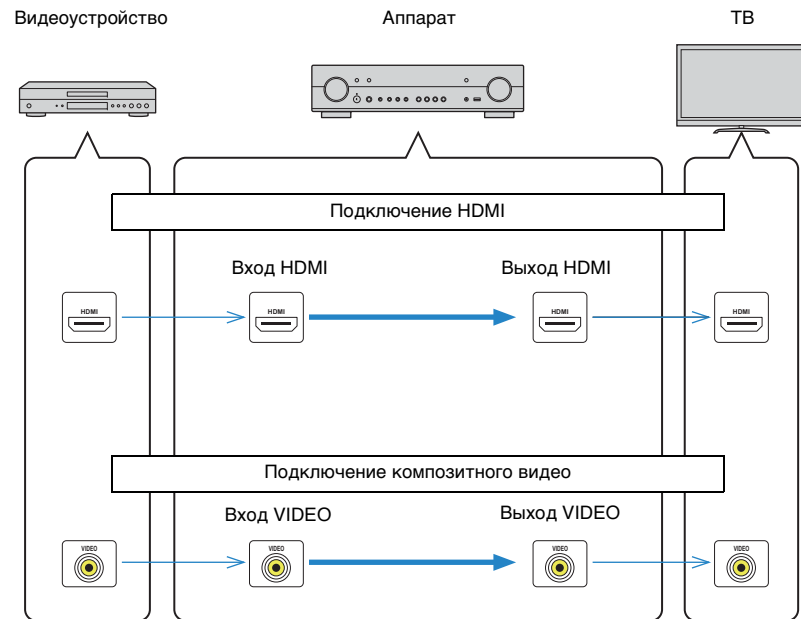 Видеоустройство
Аппарат
ТВ
Подключение HDMI
Вход HDMI
Выход HDMI
HDMI
HDMI
HDMI
HDMI
Подключение композитного видео
Вход VIDEO
Выход VIDEO
VIDEO
VIDEO
VIDEO
VIDEO